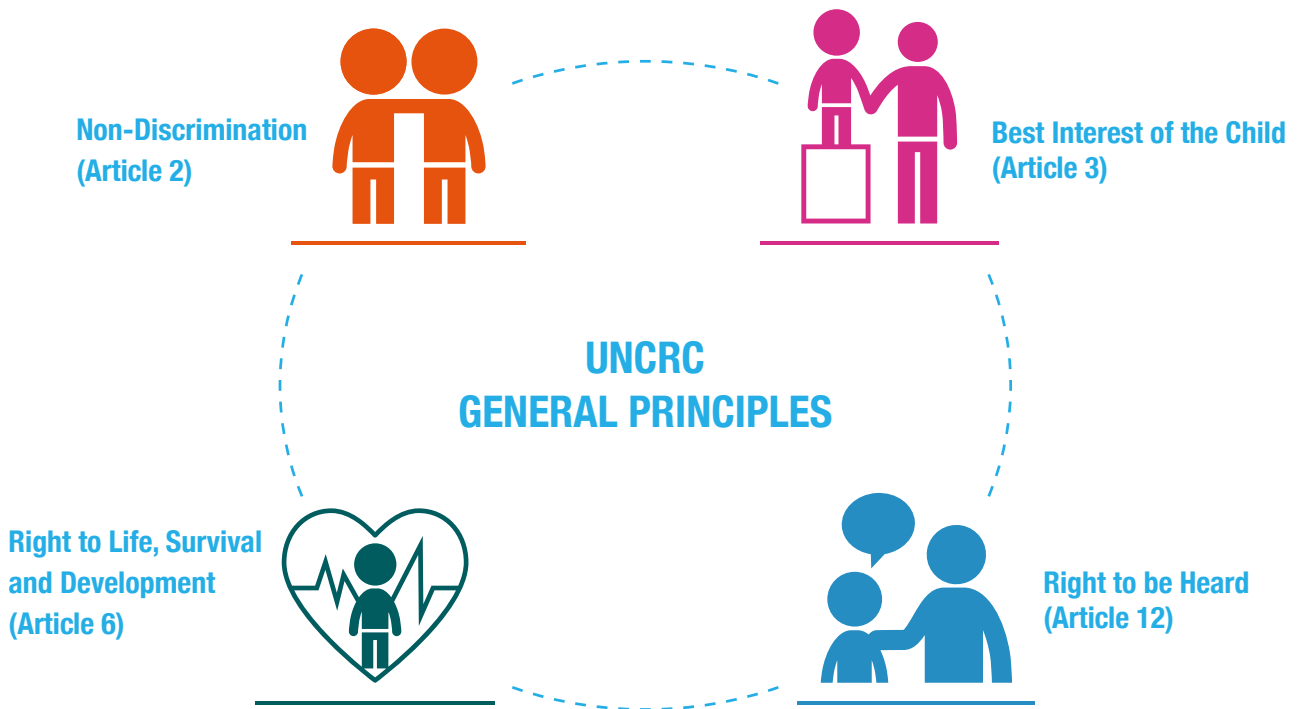 Non-Discrimination
(Article 2)
Best Interest of the Child
(Article 3)
UNCRC
GENERAL PRINCIPLES
Right to Life, Survival
and Development
(Article 6)
Right to be Heard
(Article 12)